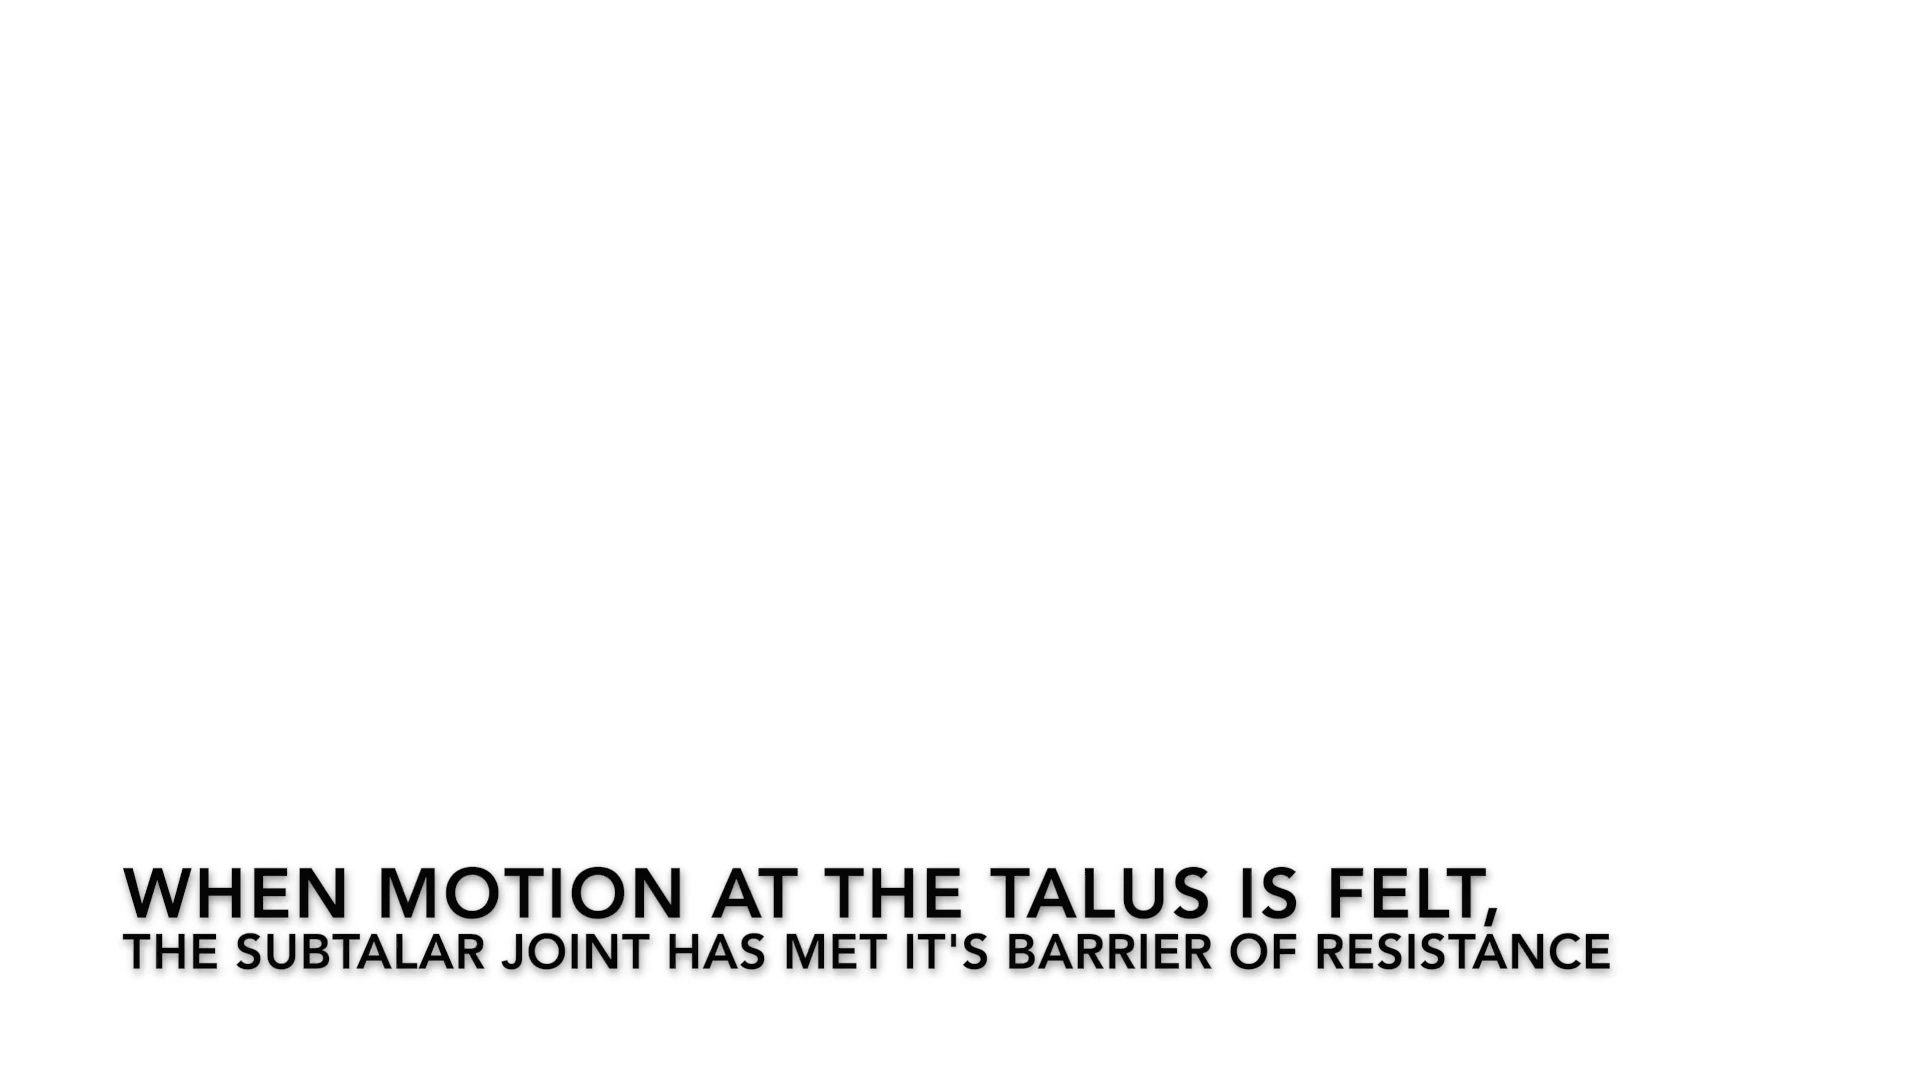 WHEN MOTION AT THE TALUS IS FELT,
THE SUBTALAR JOINT HAS MET IT'S BARRIER OF RESISTANCE